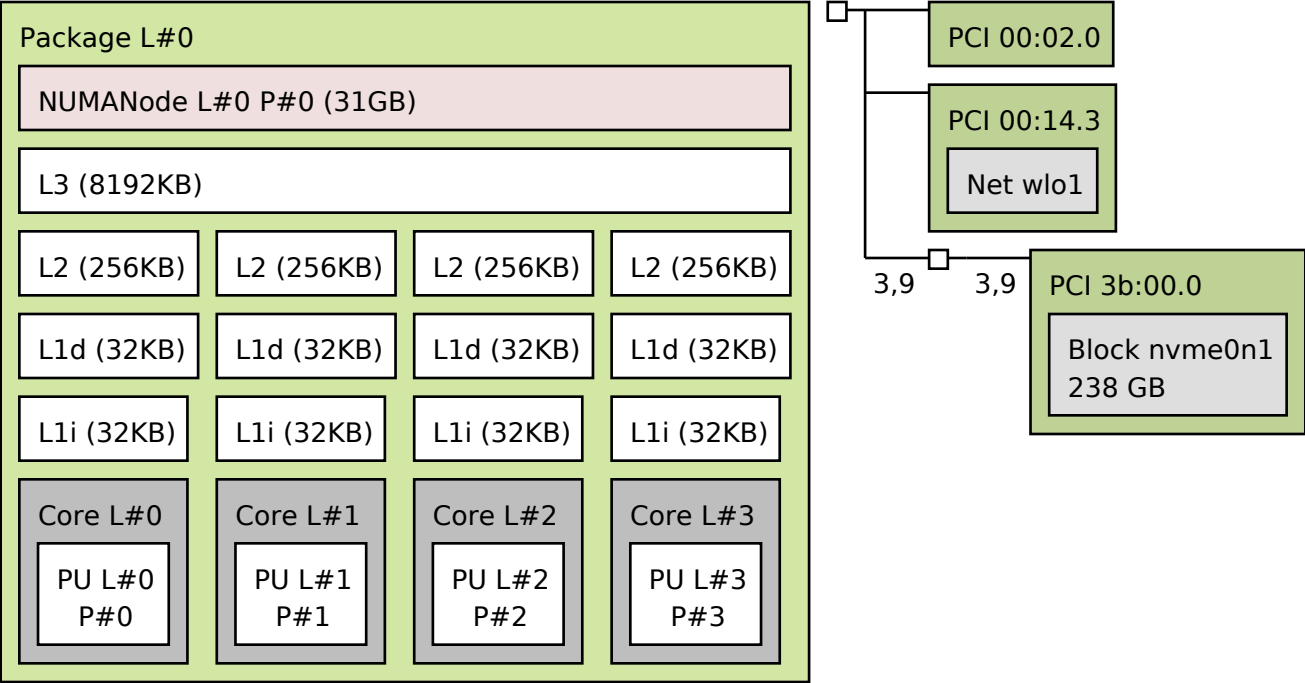 Package L#0
NUMANode L#0 P#0 (31GB)
L3 (8192KB)
L2 (256KB) L2 (256KB) L2 (256KB) L2 (256KB)
L1d (32KB) L1d (32KB) L1d (32KB) L1d (32KB)
L1i (32KB) L1i (32KB) L1i (32KB) L1i (32KB)
Core L#0 Core L#1 Core L#2 Core L#3
PU L#0 PU L#1 PU L#2 PU L#3
P#0 P#1 P#2 P#3
PCI 00:02.0
PCI 00:14.3
Net wlo1
3,9 3,9
PCI 3b:00.0
Block nvme0n1
238 GB